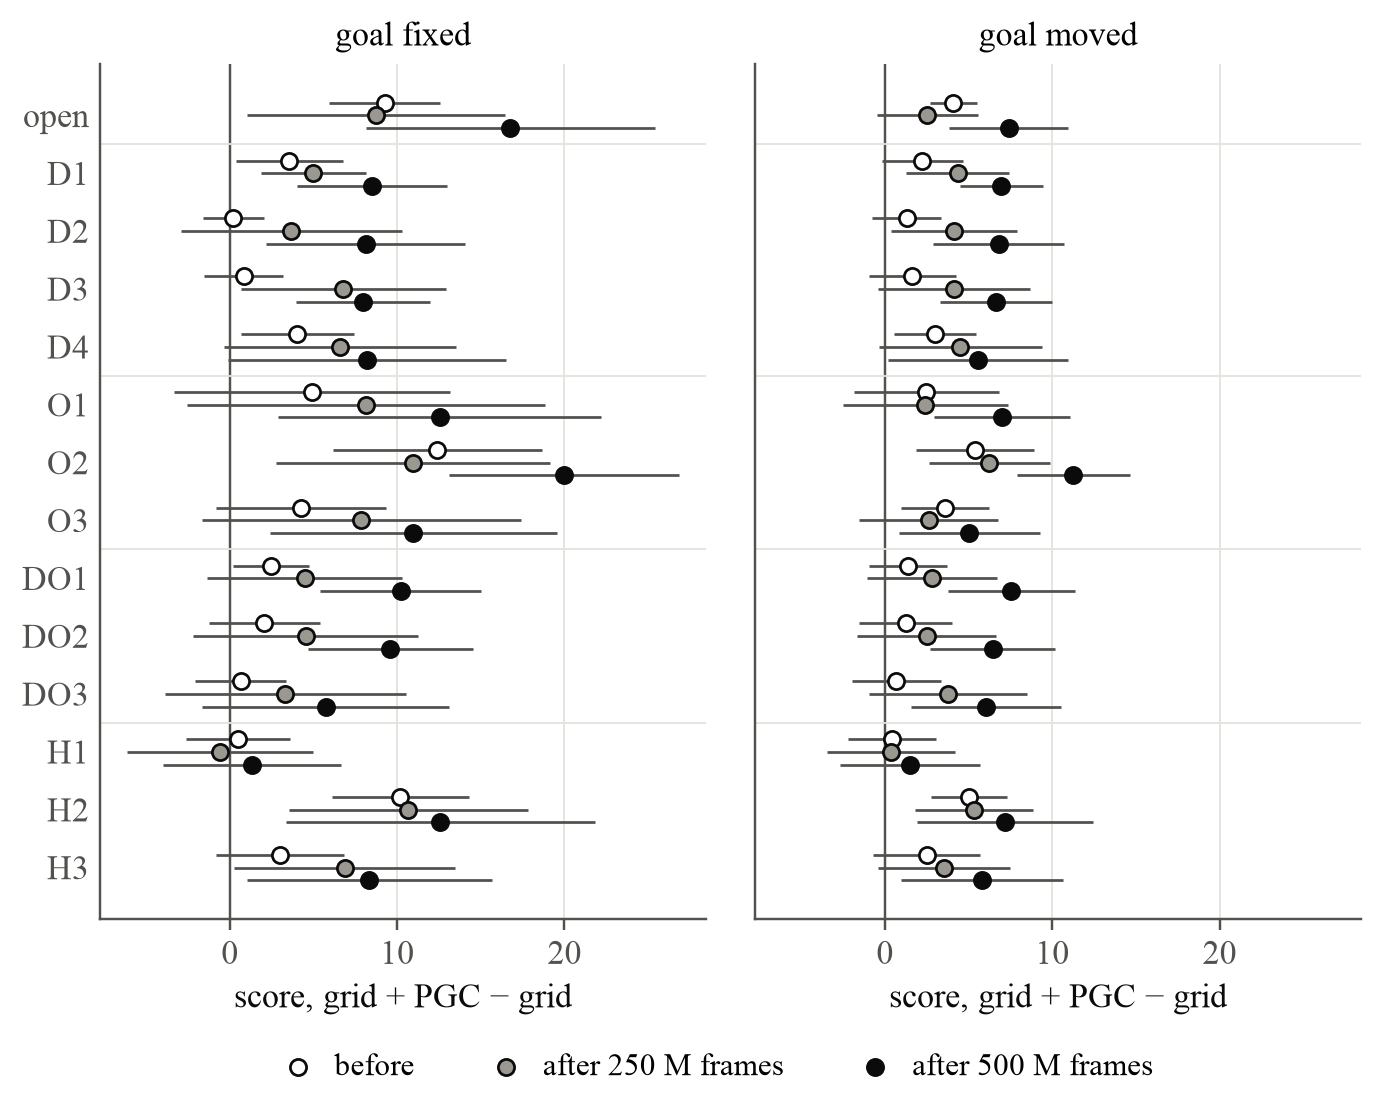 goal fixed
goal moved
open
D1
D2
D3
D4
O1
O2
O3
DO1
DO2
DO3
H1
H2
H3
0 10 20
0 10 20
score, grid + PGC − grid
score, grid + PGC − grid
before after 250 M frames after 500 M frames